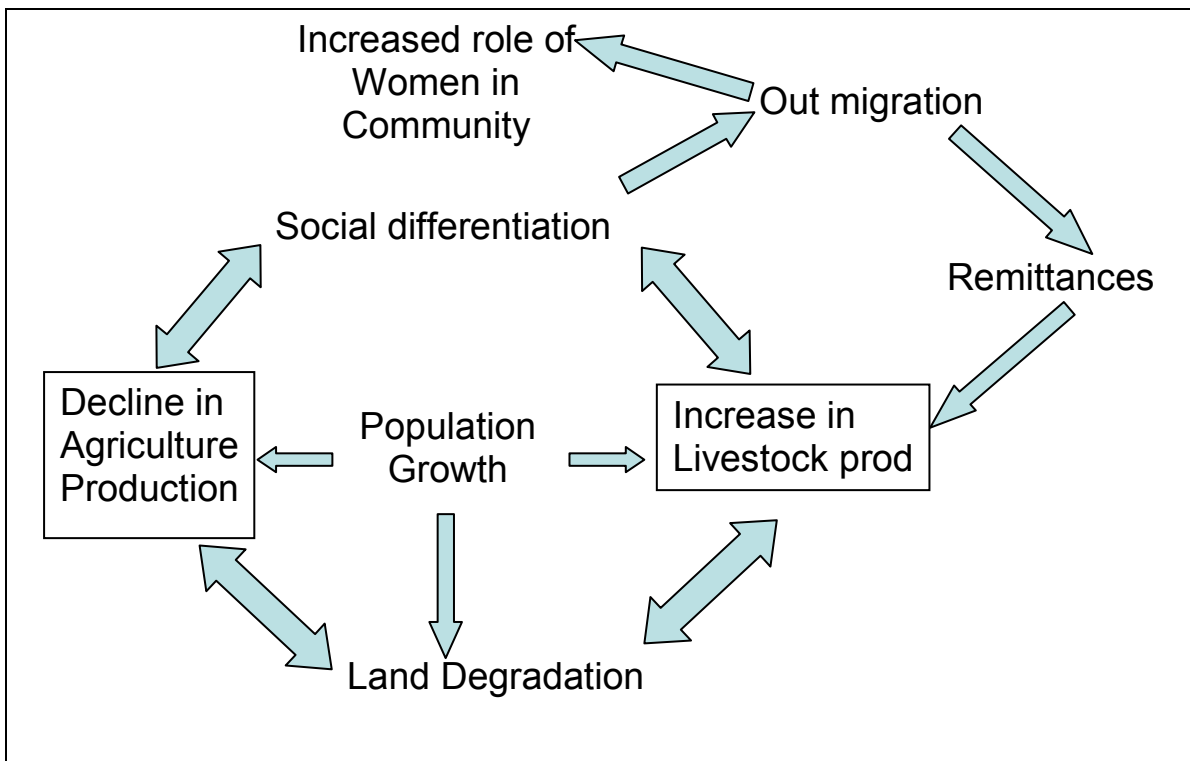 Increased role of
Women in
Community
Out migration
Social differentiation
Remittances
Decline in
Agriculture
Production
Population
Growth
Increase in
Livestock prod
Land Degradation